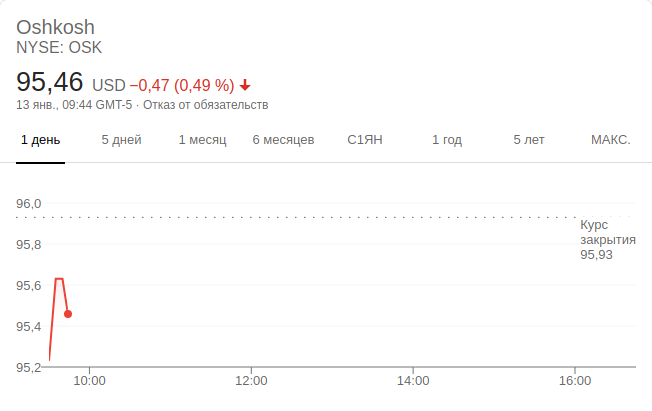 Oshkosh
NYSE: OSK
95,46 USD −0,47 (0,49 %)
13 янв., 09:44 GMT-5 · Отказ от обязательств
1 день 5 дней 1 месяц 6 месяцев С1ЯН 1 год 5 лет МАКС.
96,0
Курс
закрытия
95,93
95,8
95,6
95,4
95,2
10:00 12:00 14:00 16:00